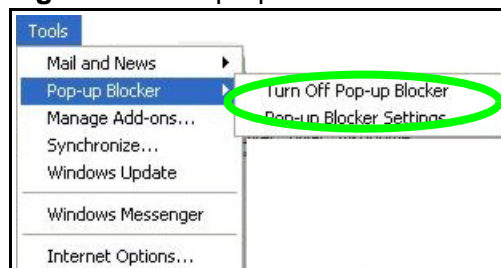 Tools
Mail and News
Pop-up Blocker
Turn Off Pop-up Blocker
Manage Add-ons...
Pop-up Blocker Settings
Synchronize...
Windows Update
Windows Messenger
Internet Options...